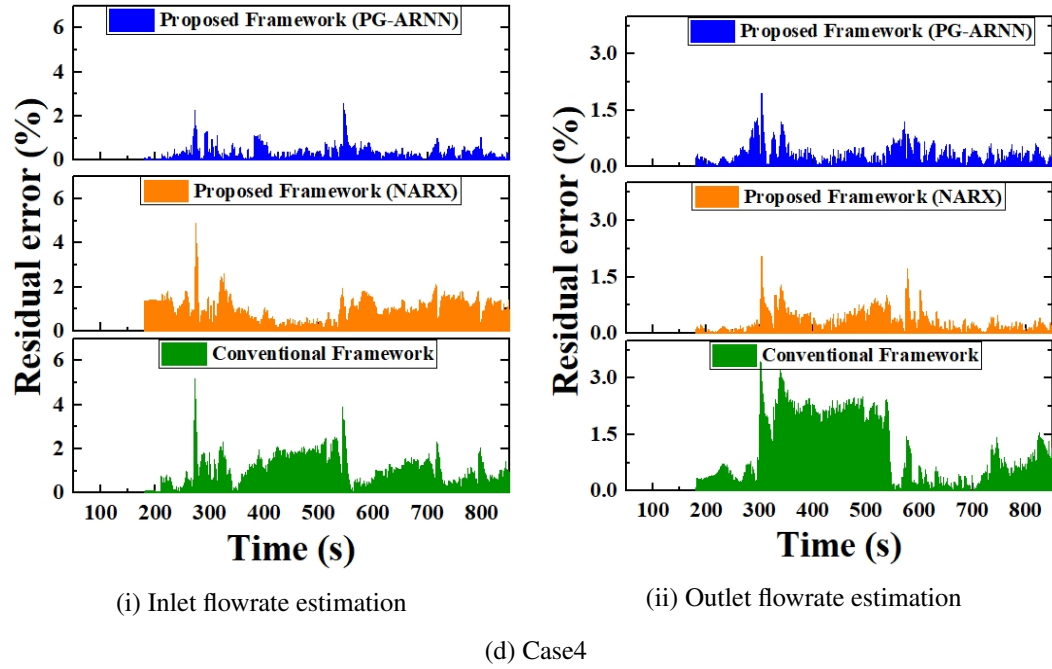 Proposed Framework (PG-ARNN)
6
4
2
0
Proposed Framework (NARX)
6
4
2
0
Conventional Framework
6
4
2
0
Residual error (%)
100 200 300 400 500 600 700 800
Time (s)
(i) Inlet flowrate estimation
Proposed Framework (PG-ARNN)
3.0
1.5
0.0
Proposed Framework (NARX)
3.0
1.5
0.0
Conventional Framework
3.0
1.5
0.0
Residual error (%)
100 200 300 400 500 600 700 800
Time (s)
(ii) Outlet flowrate estimation
(d) Case4